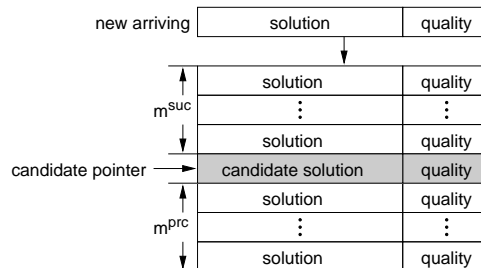 new arriving solution quality
solution quality
⋮ ⋮
solution quality
m^suc
candidate pointer candidate solution quality
solution quality
⋮ ⋮
solution quality
m^prc